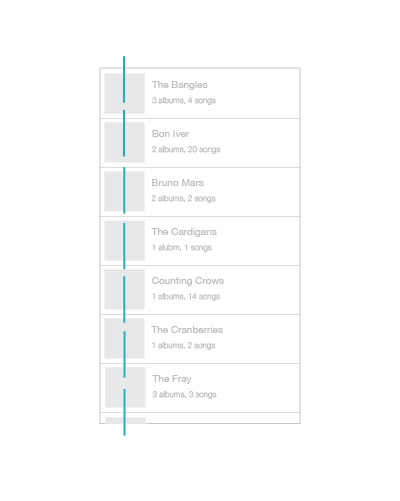 The Bangles
3 albums, 4 songs
Bon Iver
2 albums, 20 songs
Bruno Mars
2 albums, 2 songs
The Cardigans
1 alubm, 1 songs
Counting Crows
1 albums, 14 songs
The Cranberries
1 albums, 2 songs
The Fray
3 albums, 3 songs